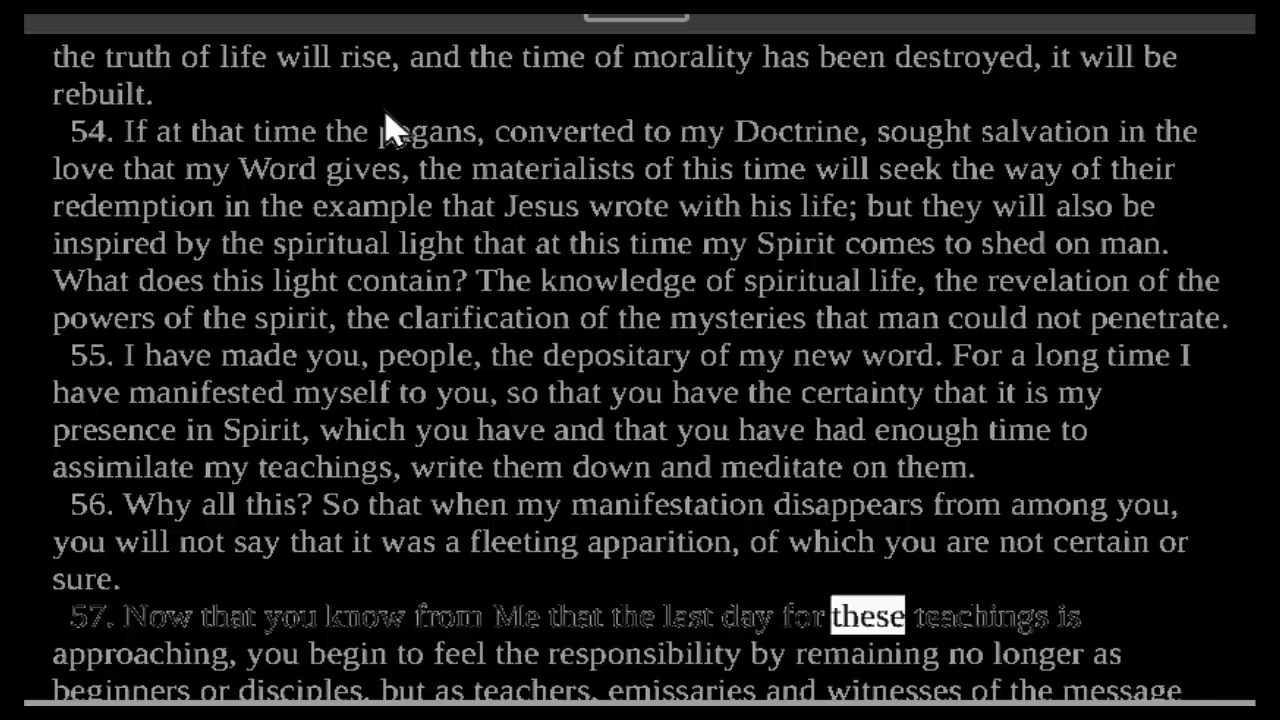 the truth of life will rise, and the time of morality has been destroyed, it will be
rebuilt.
54. If at that time the pagans, converted to my Doctrine, sought salvation in the
love that my Word gives, the materialists of this time will seek the way of their
redemption in the example that Jesus wrote with his life; but they will also be
inspired by the spiritual light that at this time my Spirit comes to shed on man.
What does this light contain? The knowledge of spiritual life, the revelation of the
powers of the spirit, the clarification of the mysteries that man could not penetrate.
55. I have made you, people, the depositary of my new word. For a long time I
have manifested myself to you, so that you have the certainty that it is my
presence in Spirit, which you have and that you have had enough time to
assimilate my teachings, write them down and meditate on them.
56. Why all this? So that when my manifestation disappears from among you,
you will not say that it was a fleeting apparition, of which you are not certain or
sure.
57. Now that you know from Me that the last day for these teachings is
approaching, you begin to feel the responsibility by remaining no longer as
beginners or disciples, but as teachers, emissaries and witnesses of the message